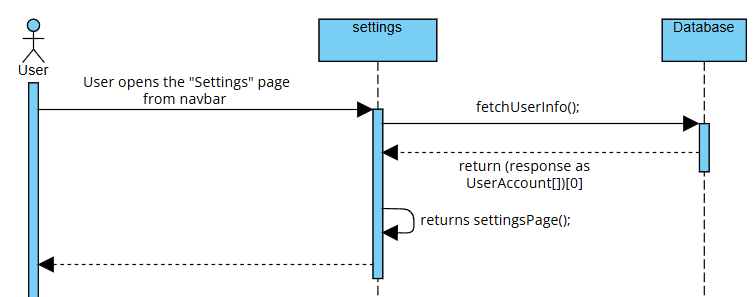 settings
Database
User
User opens the "Settings" page
from navbar
fetchUserInfo();
return (response as
UserAccount[])[0]
returns settingsPage();